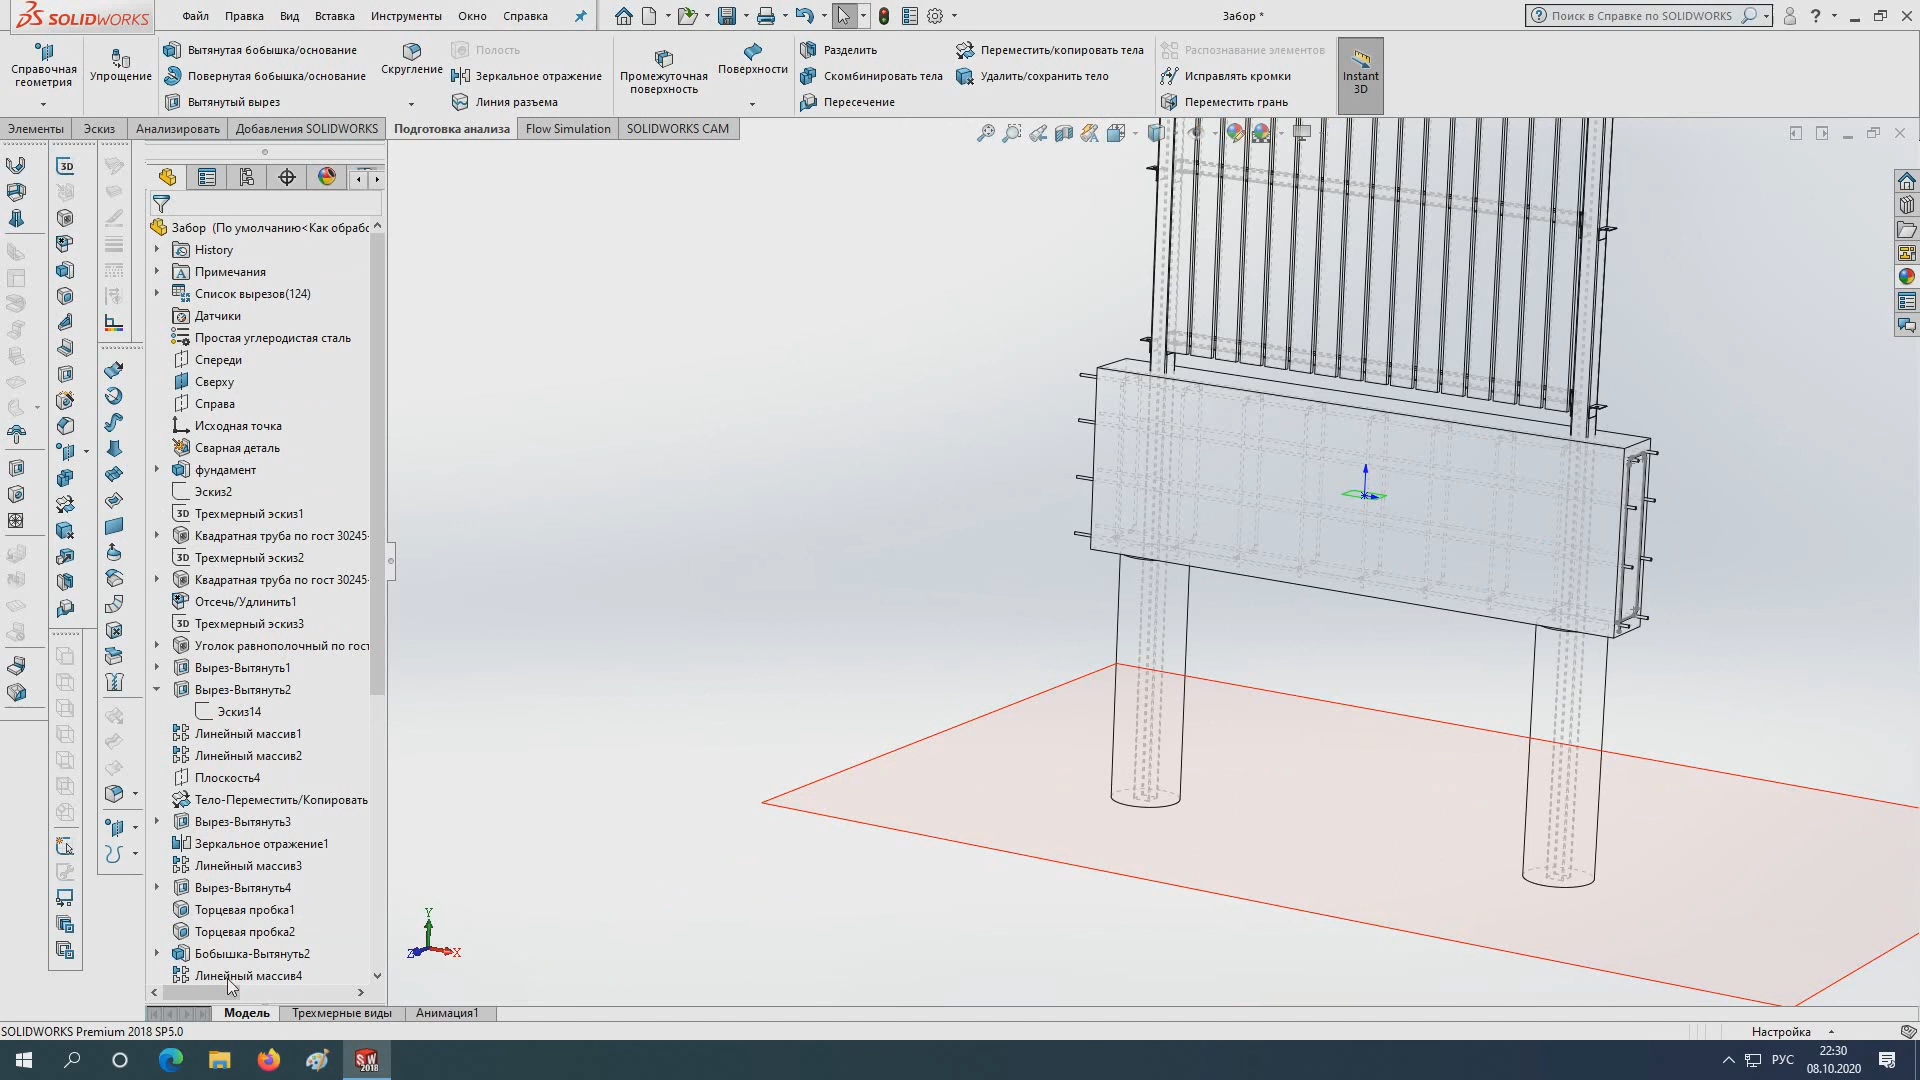 SOLIDWORKS
Файл
Правка
Вид
Вставка
Инструменты
Окно
Справка
Забор *
Поиск в Справке по SOLIDWORKS
Справочная геометрия
Упрощение
Вытянутая бобышка/основание
Повернутая бобышка/основание
Вытянутый вырез
Скругление
Полость
Зеркальное отражение
Линия разъема
Промежуточная поверхность
Поверхности
Разделить
Скомбинировать тела
Пересечение
Переместить/копировать тела
Удалить/сохранить тело
Распознавание элементов
Исправлять кромки
Переместить грань
Instant 3D
Элементы
Эскиз
Анализировать
Добавления SOLIDWORKS
Подготовка анализа
Flow Simulation
SOLIDWORKS CAM
Забор (По умолчанию<Как обрабо
History
Примечания
Список вырезов(124)
Датчики
Простая углеродистая сталь
Спереди
Сверху
Справа
Исходная точка
Сварная деталь
фундамент
Эскиз2
3D Трехмерный эскиз1
Квадратная труба по гост 30245-
3D Трехмерный эскиз2
Квадратная труба по гост 30245-
Отсечь/Удлинить1
3D Трехмерный эскиз3
Уголок равнополочный по гост
Вырез-Вытянуть1
Вырез-Вытянуть2
Эскиз14
Линейный массив1
Линейный массив2
Плоскость4
Тело-Переместить/Копировать
Вырез-Вытянуть3
Зеркальное отражение1
Линейный массив3
Вырез-Вытянуть4
Торцевая пробка1
Торцевая пробка2
Бобышка-Вытянуть2
Линейный массив4
Y
Z
X
Модель
Трехмерные виды
Анимация1
SOLIDWORKS Premium 2018 SP5.0
Настройка
РУС
22:30
08.10.2020